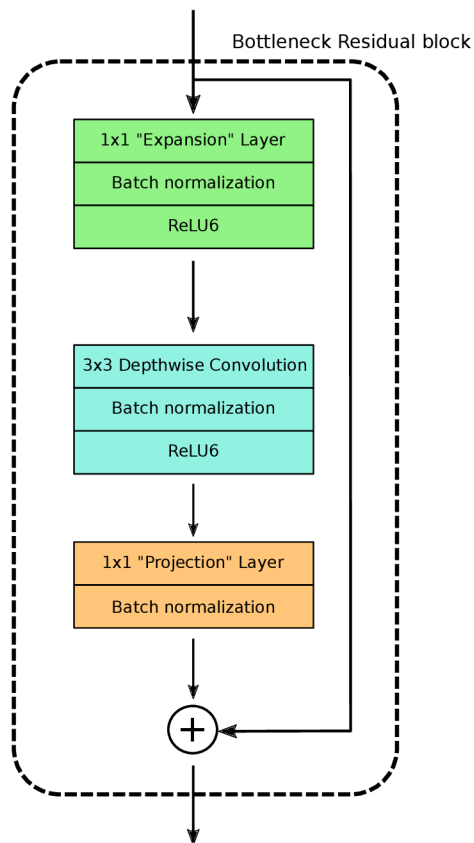 Bottleneck Residual block
1x1 "Expansion" Layer
Batch normalization
ReLU6
3x3 Depthwise Convolution
Batch normalization
ReLU6
1x1 "Projection" Layer
Batch normalization